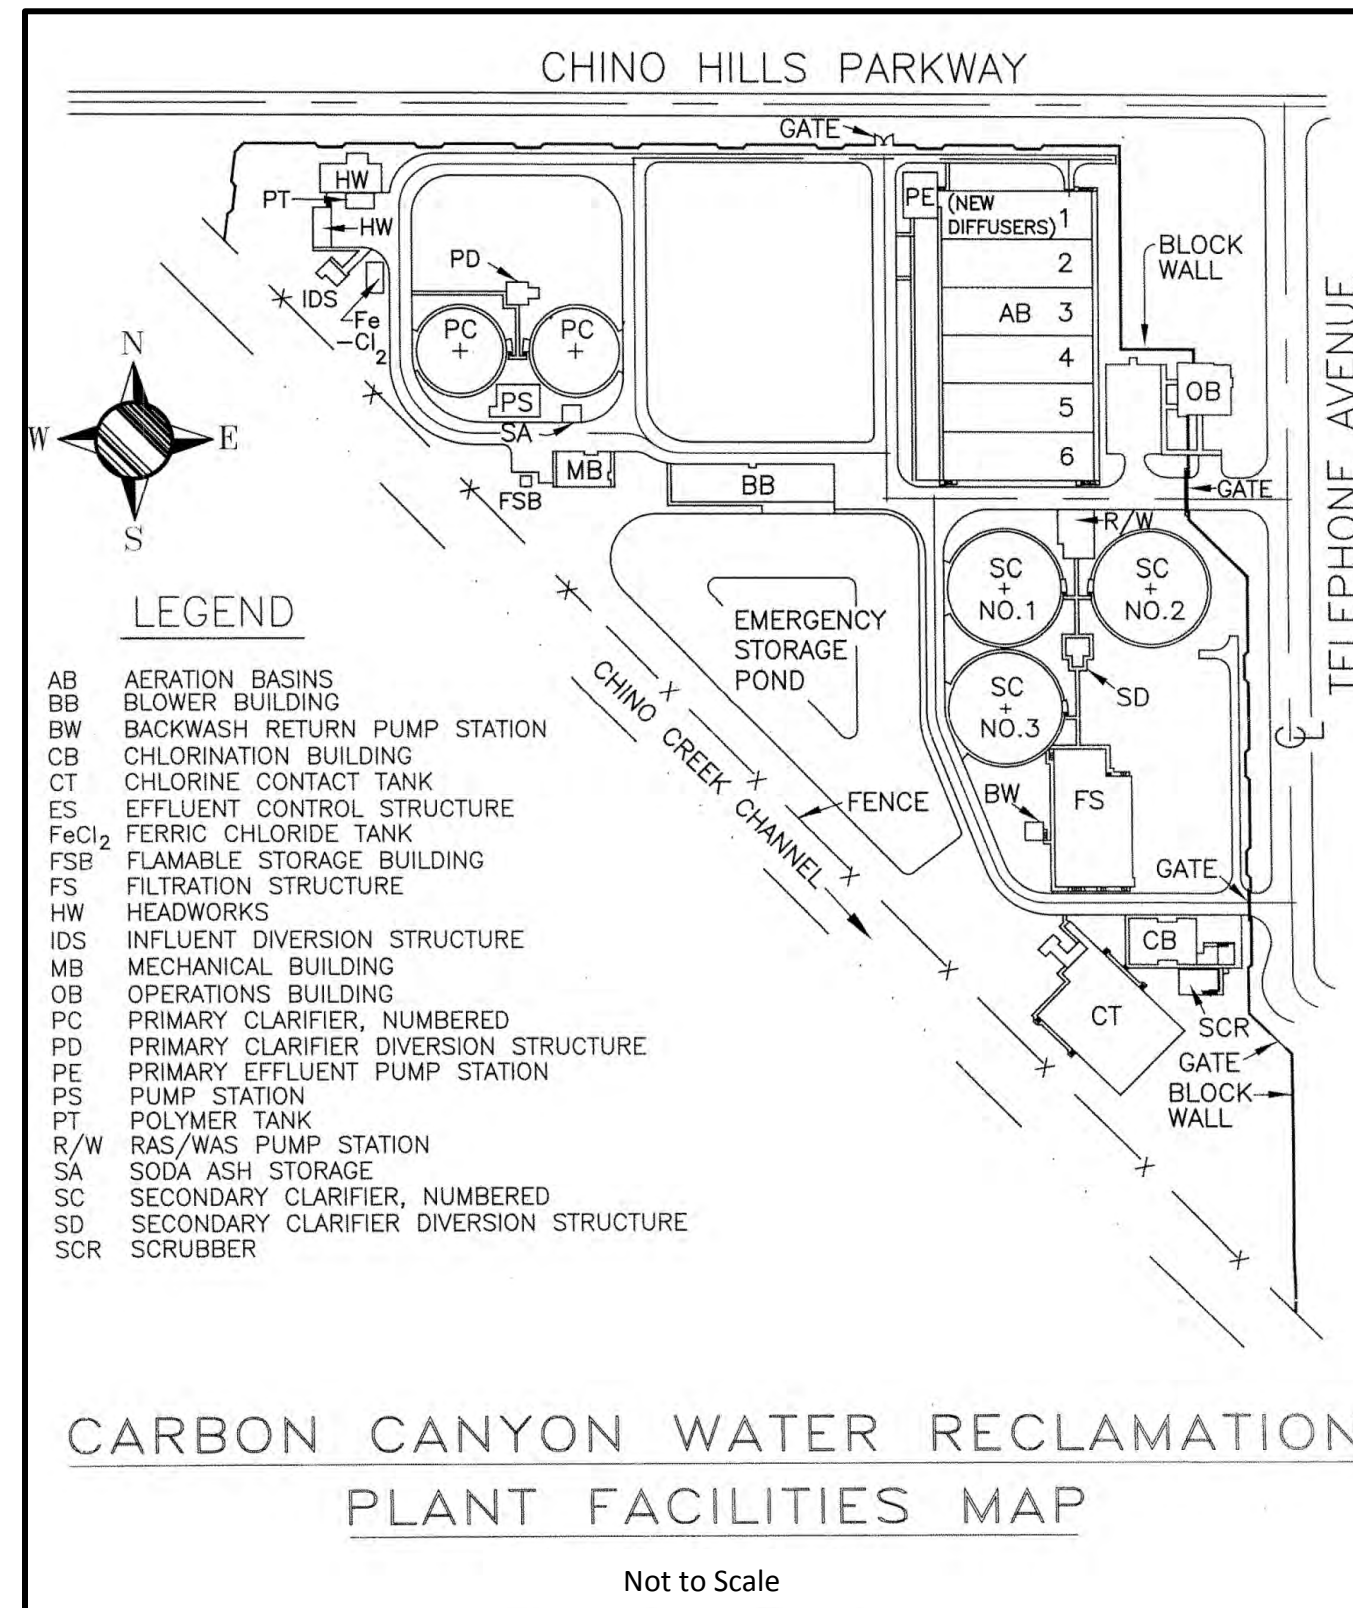 CHINO HILLS PARKWAY
GATE
HW
PT
HW
PE
(NEW
DIFFUSERS) 1
2
AB 3
4
5
6
BLOCK
WALL
PD
IDS
Fe
-Cl2
PC
+
PC
+
OB
PS
SA
MB
FSB
BB
GATE
TELEPHONE AVENUE
N
W
E
S
R/W
SC
+
NO.1
SC
+
NO.2
EMERGENCY
STORAGE
POND
SD
SC
+
NO.3
CL
CHINO CREEK CHANNEL
FENCE
BW
FS
GATE
CB
CT
SCR
GATE
BLOCK
WALL
LEGEND
AB AERATION BASINS
BB BLOWER BUILDING
BW BACKWASH RETURN PUMP STATION
CB CHLORINATION BUILDING
CT CHLORINE CONTACT TANK
ES EFFLUENT CONTROL STRUCTURE
FeCl2 FERRIC CHLORIDE TANK
FSB FLAMABLE STORAGE BUILDING
FS FILTRATION STRUCTURE
HW HEADWORKS
IDS INFLUENT DIVERSION STRUCTURE
MB MECHANICAL BUILDING
OB OPERATIONS BUILDING
PC PRIMARY CLARIFIER, NUMBERED
PD PRIMARY CLARIFIER DIVERSION STRUCTURE
PE PRIMARY EFFLUENT PUMP STATION
PS PUMP STATION
PT POLYMER TANK
R/W RAS/WAS PUMP STATION
SA SODA ASH STORAGE
SC SECONDARY CLARIFIER, NUMBERED
SD SECONDARY CLARIFIER DIVERSION STRUCTURE
SCR SCRUBBER
CARBON CANYON WATER RECLAMATION
PLANT FACILITIES MAP
Not to Scale